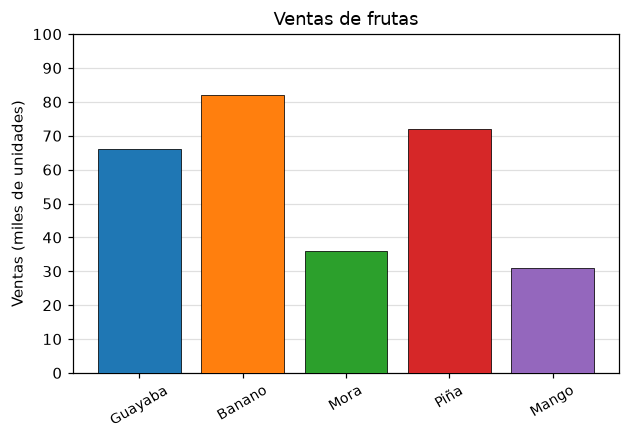 Ventas de frutas
Ventas (miles de unidades)
100
90
80
70
60
50
40
30
20
10
0
Guayaba
Banano
Mora
Piña
Mango